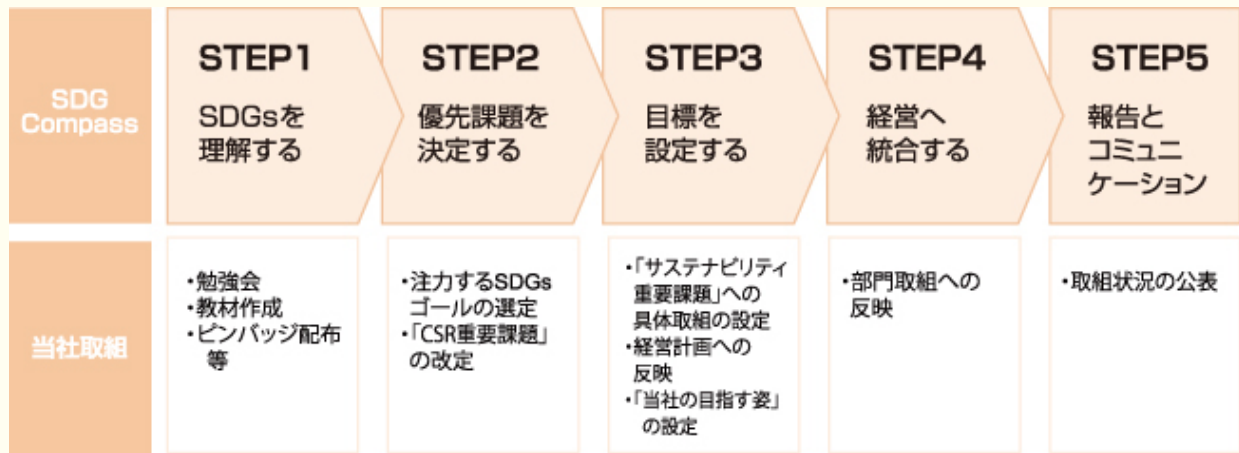 SDG
Compass
STEP1
SDGsを
理解する
STEP2
優先課題を
決定する
STEP3
目標を
設定する
STEP4
経営へ
統合する
STEP5
報告と
コミュニ
ケーション
当社取組
・勉強会
・教材作成
・ピンバッジ配布
等
・注力するSDGs
ゴールの選定
・「CSR重要課題」
の改定
・「サステナビリティ
重要課題」への
具体取組の設定
・経営計画への
反映
・「当社の目指す姿」
の設定
・部門取組への
反映
・取組状況の公表